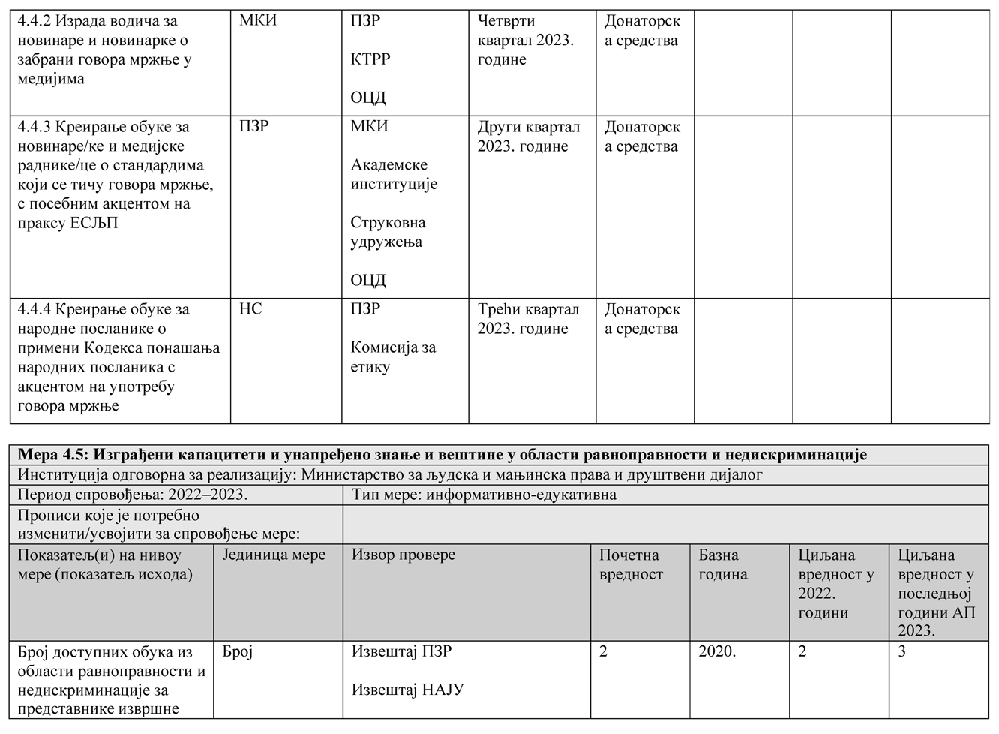 4.4.2 Израда водича за
новинаре и новинарке о
забрани говора мржње у
медијима
МКИ
ПЗР
КТРР
ОЦД
Четврти
квартал 2023.
године
Донаторск
а средства
4.4.3 Креирање обуке за
новинаре/ке и медијске
раднике/це о стандардима
који се тичу говора мржње,
с посебним акцентом на
праксу ЕСЉП
ПЗР
МКИ
Академске
институције
Струковна
удружења
ОЦД
Други квартал
2023. године
Донаторск
а средства
4.4.4 Креирање обуке за
народне посланике о
примени Кодекса понашања
народних посланика с
акцентом на употребу
говора мржње
НС
ПЗР
Комисија за
етику
Трећи квартал
2023. године
Донаторск
а средства
Мера 4.5: Изграђени капацитети и унапређено знање и вештине у области равноправности и недискриминације
Институција одговорна за реализацију: Министарство за људска и мањинска права и друштвени дијалог
Период спровођења: 2022–2023.
Тип мере: информативно-едукативна
Прописи које је потребно
изменити/усвојити за спровођење мере:
Показатељ(и) на нивоу
мере (показатељ исхода)
Јединица мере
Извор провере
Почетна
вредност
Базна
година
Циљана
вредност у
2022.
години
Циљана
вредност у
последњој
години АП
2023.
Број доступних обука из
области равноправности и
недискриминације за
представнике извршне
Број
Извештај ПЗР
Извештај НАЈУ
2
2020.
2
3